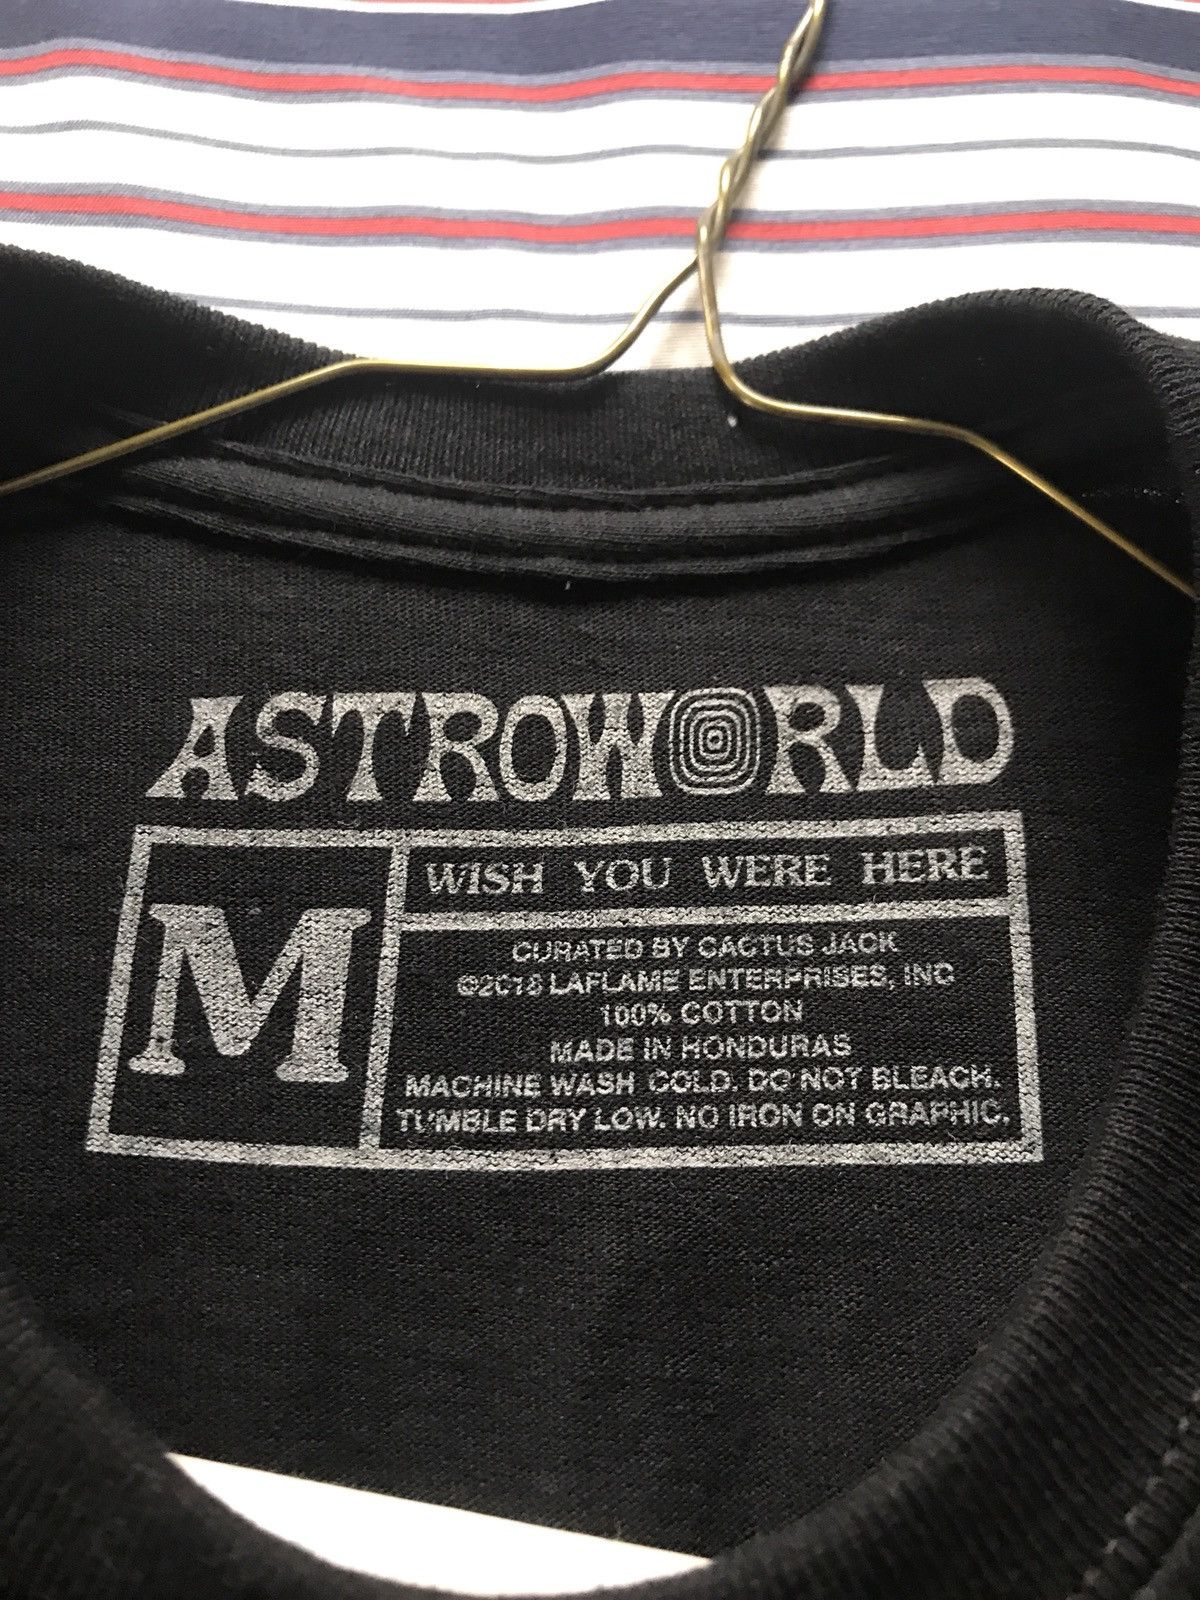 ASTROWORLD
M
WISH YOU WERE HERE
CURATED BY CACTUS JACK
©2018 LAFLAME ENTERPRISES, INC
100% COTTON
MADE IN HONDURAS
MACHINE WASH COLD. DO NOT BLEACH.
TUMBLE DRY LOW. NO IRON ON GRAPHIC.